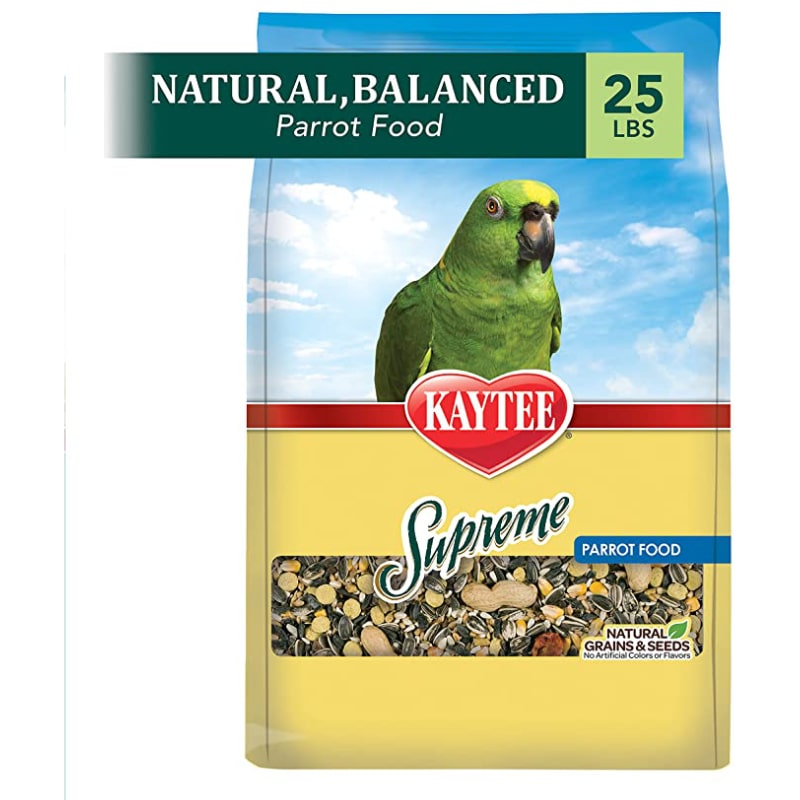 NATURAL, BALANCED
Parrot Food
25
LBS
KAYTEE®
Supreme
PARROT FOOD
NATURAL
GRAINS & SEEDS
No Artificial Colors or Flavors